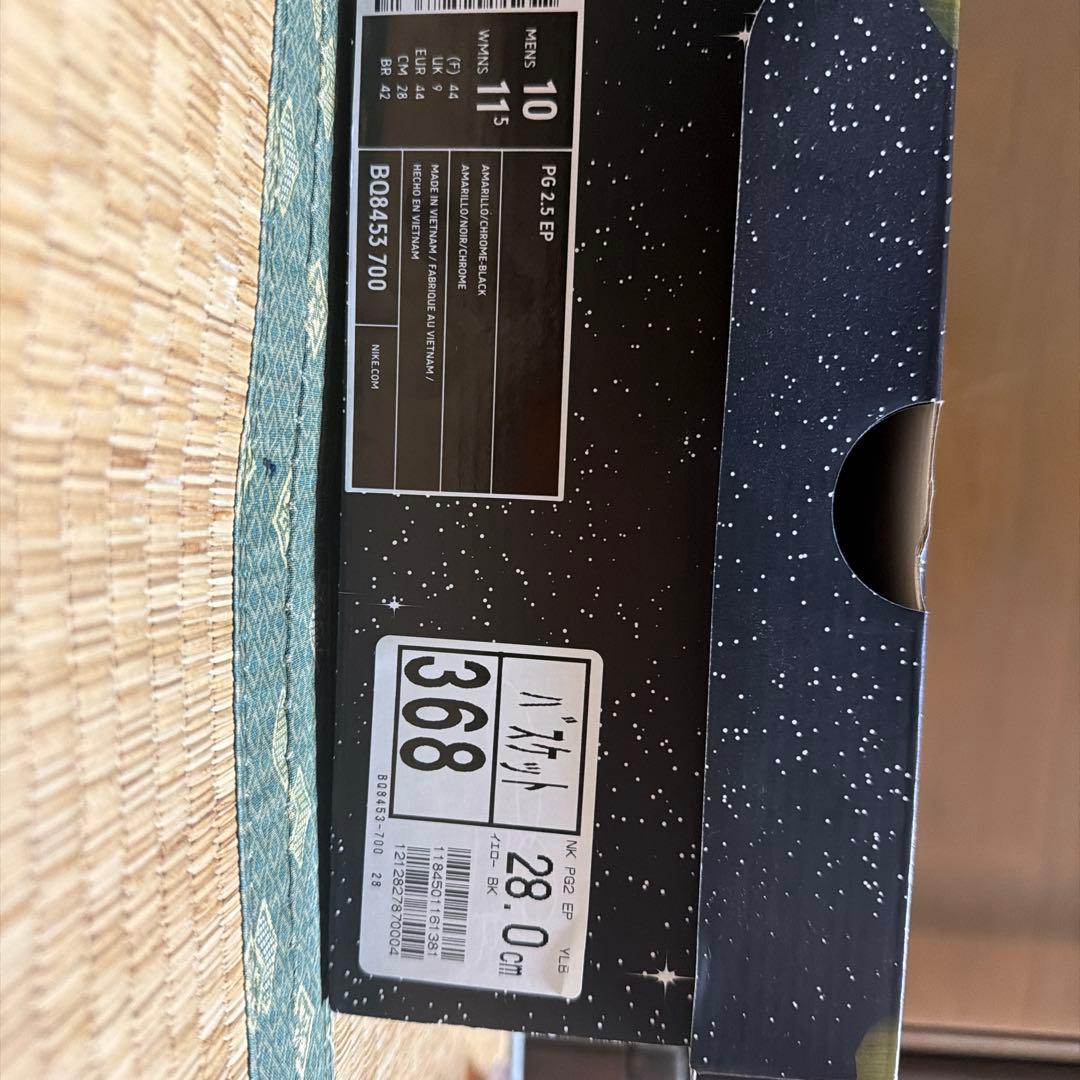 MENS 10
WMNS 11⁵
(F) 44
UK 9
EUR 44
CM 28
BR 42
PG 2.5 EP
AMARILLO/CHROME-BLACK
AMARILLO/NOIR/CHROME
MADE IN VIETNAM / FABRIQUE AU VIETNAM /
HECHO EN VIETNAM
BQ8453 700
NIKE.COM
バスケット
368
NK PG2 EP YLB
28.0cm
イエロー BK
1184501161381
1212827870004
BQ8453-700 28